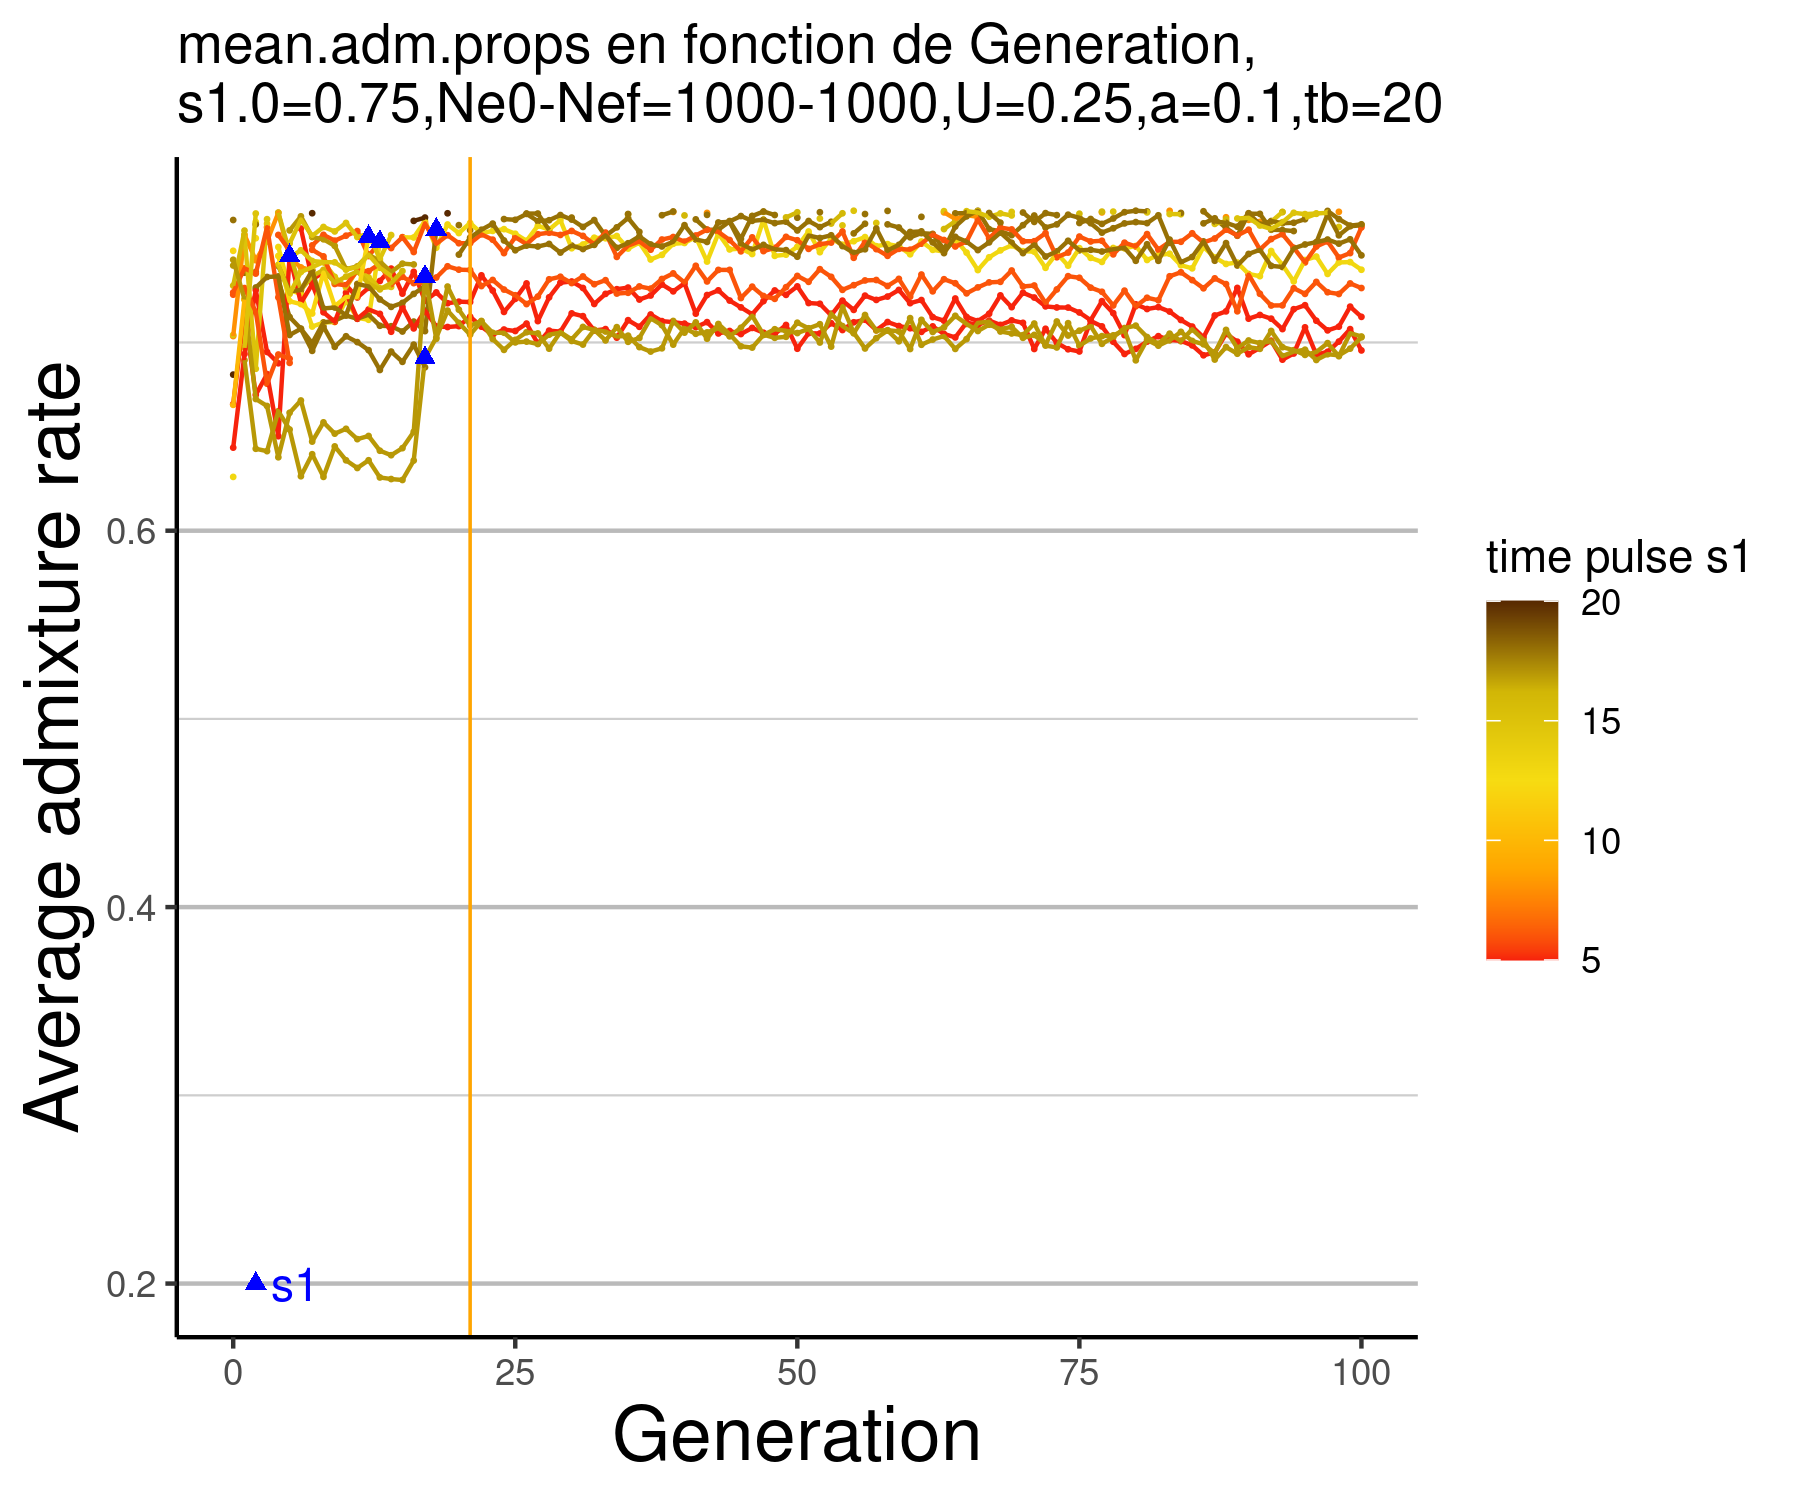 mean.adm.props en fonction de Generation,
s1.0=0.75,Ne0-Nef=1000-1000,U=0.25,a=0.1,tb=20
Average admixture rate
0.6
0.4
0.2
s1
0
25
50
75
100
Generation
time pulse s1
20
15
10
5